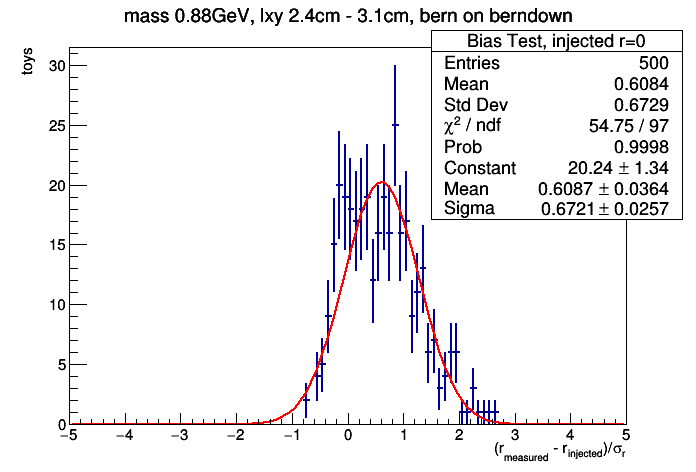 mass 0.88GeV, lxy 2.4cm - 3.1cm, bern on berndown
Bias Test, injected r=0
Entries 500
Mean 0.6084
Std Dev 0.6729
χ² / ndf 54.75 / 97
Prob 0.9998
Constant 20.24 ± 1.34
Mean 0.6087 ± 0.0364
Sigma 0.6721 ± 0.0257
toys
30
25
20
15
10
5
0
−5 −4 −3 −2 −1 0 1 2 3 4 5
(r_measured - r_injected)/σ_r